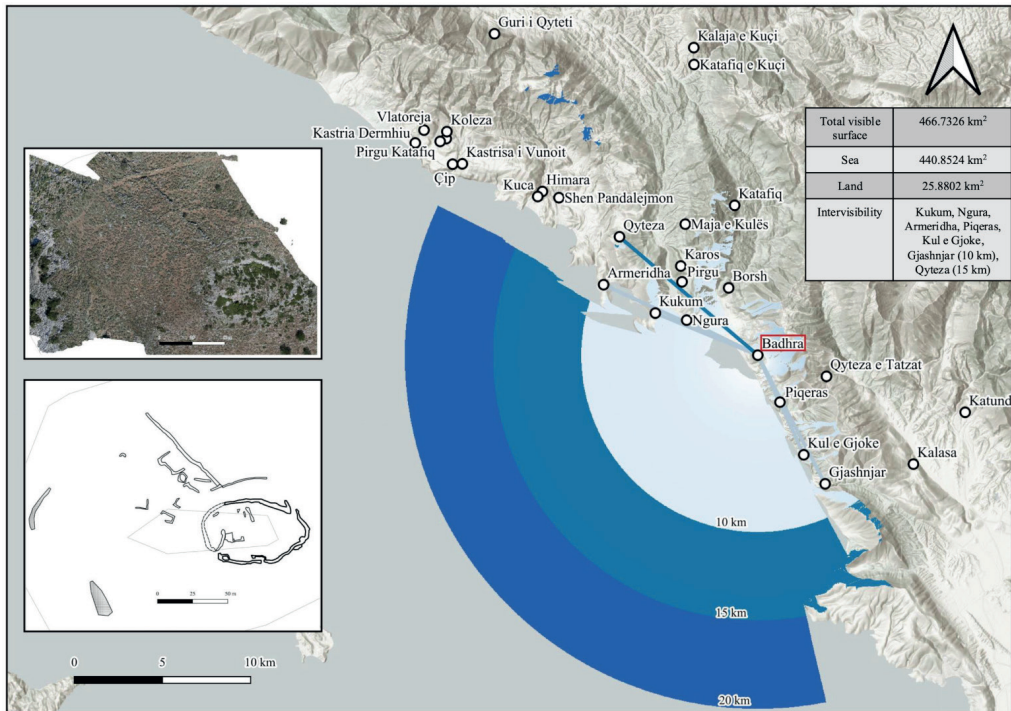 Guri i Qyteti
Kalaja e Kuçi
Katafiq e Kuçi
Vlatoreja
Koleza
Kastria Dermhiu
Pirgu Katafiq
Kastrisa i Vunoit
Çip
Kuca
Himara
Shen Pandalejmon
Katafiq
Qyteza
Maja e Kulës
Karos
Pirgu
Armeridha
Borsh
Kukum
Ngura
Badhra
Qyteza e Tatzat
Piqeras
Katund
Kul e Gjoke
Kalasa
Gjashnjar
10 km
15 km
20 km
Total visible
surface
466.7326 km²
Sea
440.8524 km²
Land
25.8802 km²
Intervisibility
Kukum, Ngura,
Armeridha, Piqeras,
Kul e Gjoke,
Gjashnjar (10 km),
Qyteza (15 km)
0 25 50 m
0 5 10 km